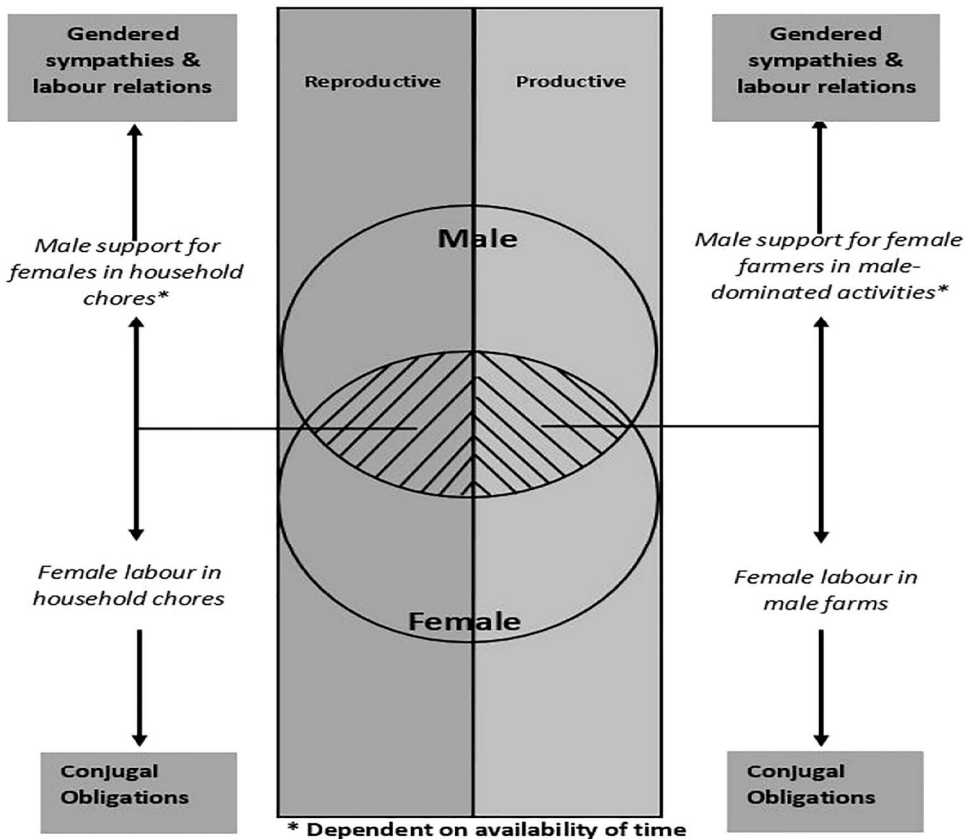 Gendered
sympathies &
labour relations
Reproductive
Productive
Gendered
sympathies &
labour relations
Male
Male support for
females in household
chores*
Male support for female
farmers in male-
dominated activities*
Female labour in
household chores
Female labour in
male farms
Female
Conjugal
Obligations
Conjugal
Obligations
* Dependent on availability of time